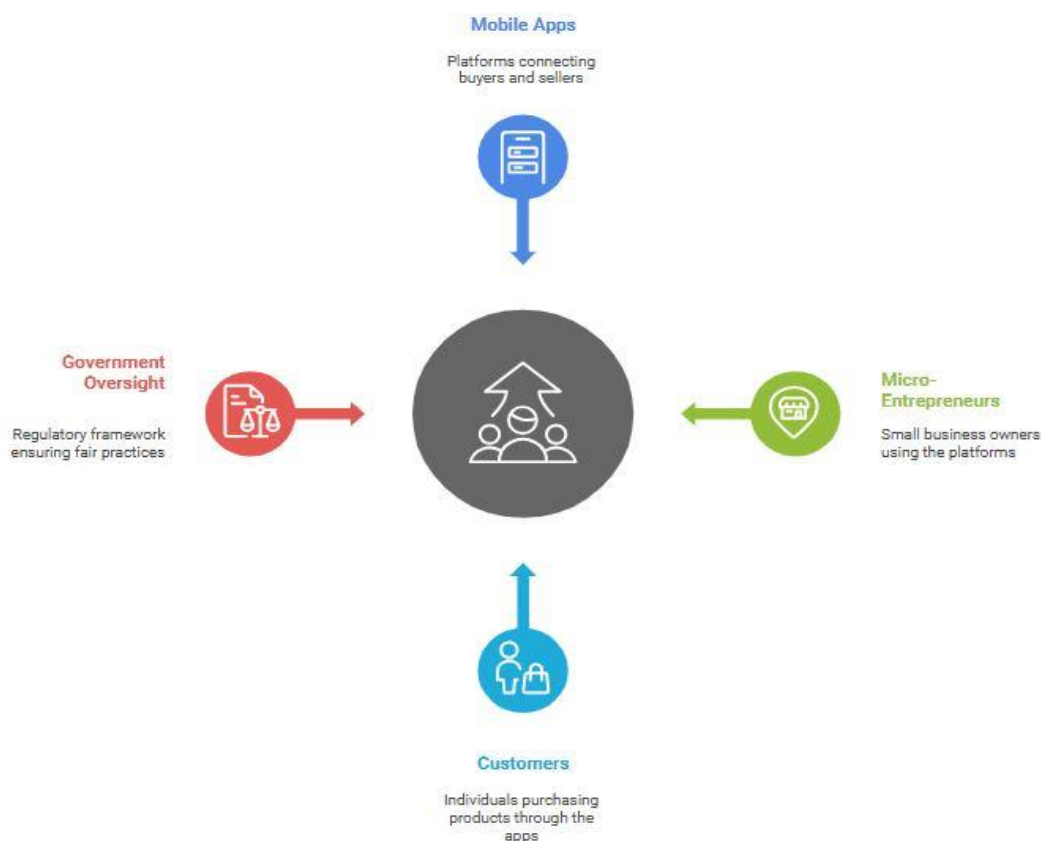 Mobile Apps
Platforms connecting
buyers and sellers
Government
Oversight
Regulatory framework
ensuring fair practices
Micro-
Entrepreneurs
Small business owners
using the platforms
Customers
Individuals purchasing
products through the
apps